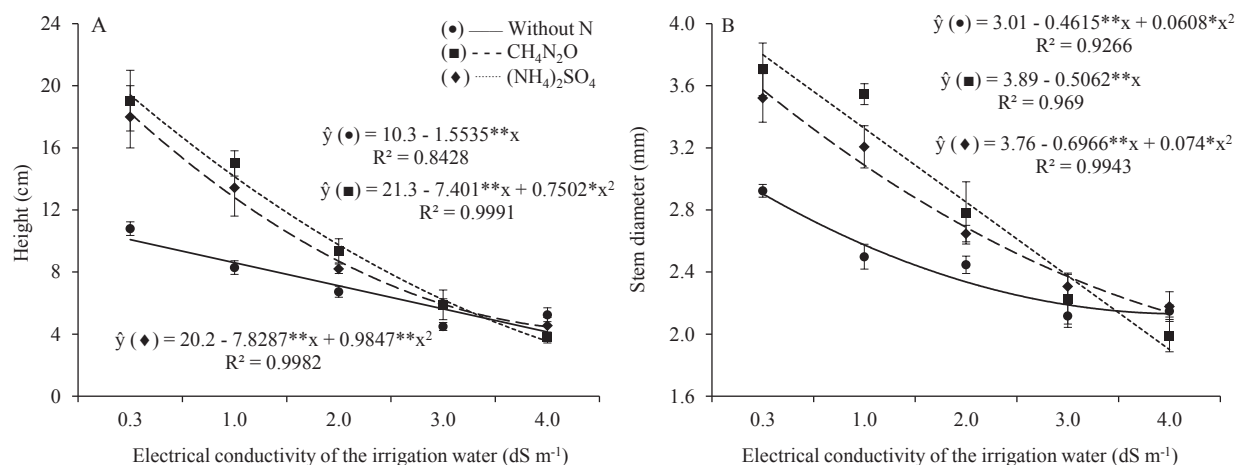 A
(●) —— Without N
(■) - - - CH₄N₂O
(◆) ······ (NH₄)₂SO₄
24
20
16
12
8
4
0
Height (cm)
ŷ (●) = 10.3 - 1.5535**x
R² = 0.8428
ŷ (■) = 21.3 - 7.401**x + 0.7502*x²
R² = 0.9991
ŷ (◆) = 20.2 - 7.8287**x + 0.9847**x²
R² = 0.9982
0.3 1.0 2.0 3.0 4.0
Electrical conductivity of the irrigation water (dS m⁻¹)
B
4.0
3.6
3.2
2.8
2.4
2.0
1.6
Stem diameter (mm)
ŷ (●) = 3.01 - 0.4615**x + 0.0608*x²
R² = 0.9266
ŷ (■) = 3.89 - 0.5062**x
R² = 0.969
ŷ (◆) = 3.76 - 0.6966**x + 0.074*x²
R² = 0.9943
0.3 1.0 2.0 3.0 4.0
Electrical conductivity of the irrigation water (dS m⁻¹)